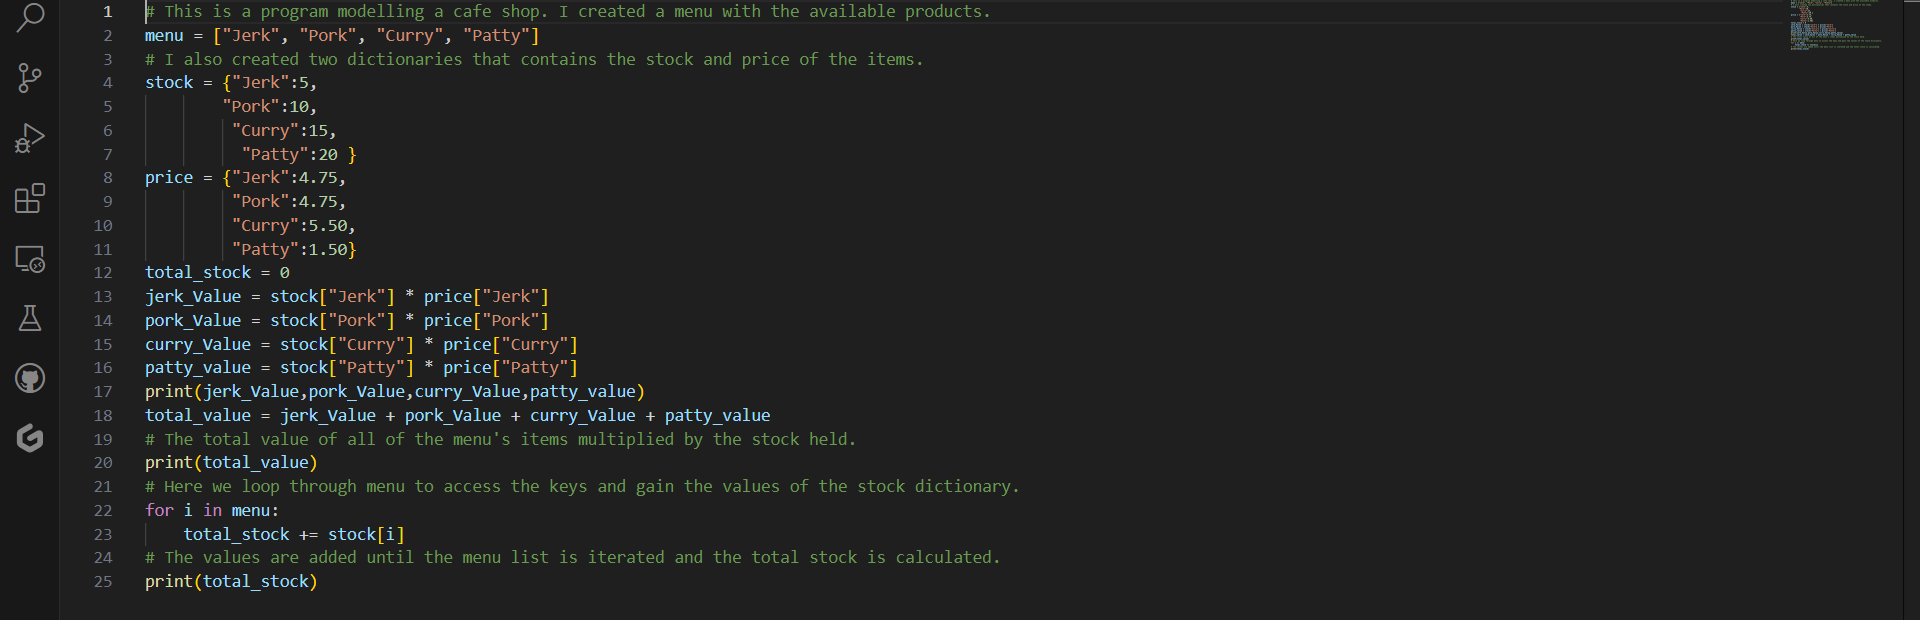 1 # This is a program modelling a cafe shop. I created a menu with the available products.
2 menu = ["Jerk", "Pork", "Curry", "Patty"]
3 # I also created two dictionaries that contains the stock and price of the items.
4 stock = {"Jerk":5,
5         "Pork":10,
6          "Curry":15,
7           "Patty":20 }
8 price = {"Jerk":4.75,
9          "Pork":4.75,
10          "Curry":5.50,
11          "Patty":1.50}
12 total_stock = 0
13 jerk_Value = stock["Jerk"] * price["Jerk"]
14 pork_Value = stock["Pork"] * price["Pork"]
15 curry_Value = stock["Curry"] * price["Curry"]
16 patty_value = stock["Patty"] * price["Patty"]
17 print(jerk_Value,pork_Value,curry_Value,patty_value)
18 total_value = jerk_Value + pork_Value + curry_Value + patty_value
19 # The total value of all of the menu's items multiplied by the stock held.
20 print(total_value)
21 # Here we loop through menu to access the keys and gain the values of the stock dictionary.
22 for i in menu:
23     total_stock += stock[i]
24 # The values are added until the menu list is iterated and the total stock is calculated.
25 print(total_stock)